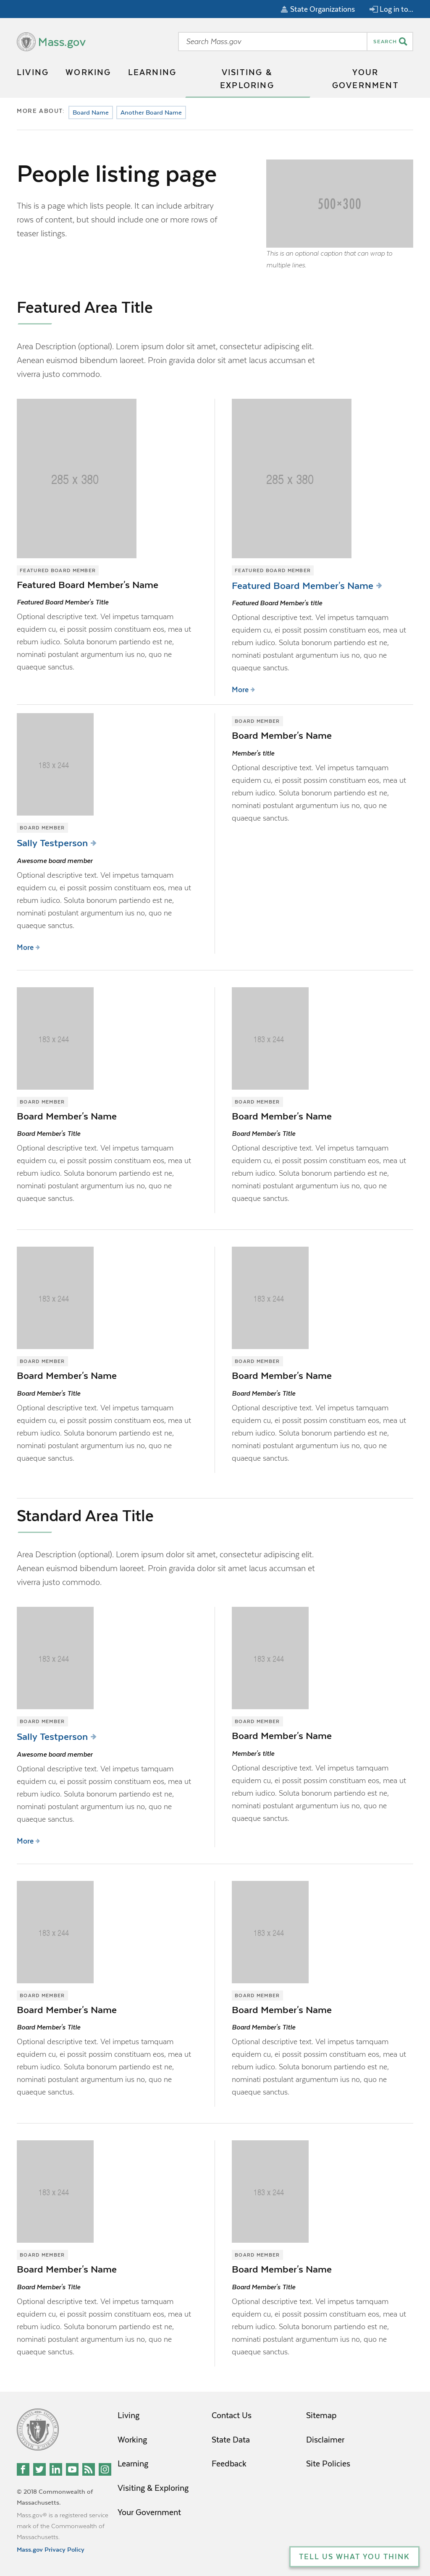 State Organizations
Log in to...
Mass.gov
Search Mass.gov
SEARCH
LIVING
WORKING
LEARNING
VISITING &
EXPLORING
YOUR
GOVERNMENT
MORE ABOUT:
Board Name
Another Board Name
People listing page
This is a page which lists people. It can include arbitrary
rows of content, but should include one or more rows of
teaser listings.
500×300
This is an optional caption that can wrap to
multiple lines.
Featured Area Title
Area Description (optional). Lorem ipsum dolor sit amet, consectetur adipiscing elit.
Aenean euismod bibendum laoreet. Proin gravida dolor sit amet lacus accumsan et
viverra justo commodo.
285 x 380
FEATURED BOARD MEMBER
Featured Board Member's Name
Featured Board Member's Title
Optional descriptive text. Vel impetus tamquam
equidem cu, ei possit possim constituam eos, mea ut
rebum iudico. Soluta bonorum partiendo est ne,
nominati postulant argumentum ius no, quo ne
quaeque sanctus.
285 x 380
FEATURED BOARD MEMBER
Featured Board Member's Name
Featured Board Member's title
Optional descriptive text. Vel impetus tamquam
equidem cu, ei possit possim constituam eos, mea ut
rebum iudico. Soluta bonorum partiendo est ne,
nominati postulant argumentum ius no, quo ne
quaeque sanctus.
More
183 x 244
BOARD MEMBER
Sally Testperson
Awesome board member
Optional descriptive text. Vel impetus tamquam
equidem cu, ei possit possim constituam eos, mea ut
rebum iudico. Soluta bonorum partiendo est ne,
nominati postulant argumentum ius no, quo ne
quaeque sanctus.
More
BOARD MEMBER
Board Member's Name
Member's title
Optional descriptive text. Vel impetus tamquam
equidem cu, ei possit possim constituam eos, mea ut
rebum iudico. Soluta bonorum partiendo est ne,
nominati postulant argumentum ius no, quo ne
quaeque sanctus.
183 x 244
BOARD MEMBER
Board Member's Name
Board Member's Title
Optional descriptive text. Vel impetus tamquam
equidem cu, ei possit possim constituam eos, mea ut
rebum iudico. Soluta bonorum partiendo est ne,
nominati postulant argumentum ius no, quo ne
quaeque sanctus.
183 x 244
BOARD MEMBER
Board Member's Name
Board Member's Title
Optional descriptive text. Vel impetus tamquam
equidem cu, ei possit possim constituam eos, mea ut
rebum iudico. Soluta bonorum partiendo est ne,
nominati postulant argumentum ius no, quo ne
quaeque sanctus.
183 x 244
BOARD MEMBER
Board Member's Name
Board Member's Title
Optional descriptive text. Vel impetus tamquam
equidem cu, ei possit possim constituam eos, mea ut
rebum iudico. Soluta bonorum partiendo est ne,
nominati postulant argumentum ius no, quo ne
quaeque sanctus.
183 x 244
BOARD MEMBER
Board Member's Name
Board Member's Title
Optional descriptive text. Vel impetus tamquam
equidem cu, ei possit possim constituam eos, mea ut
rebum iudico. Soluta bonorum partiendo est ne,
nominati postulant argumentum ius no, quo ne
quaeque sanctus.
Standard Area Title
Area Description (optional). Lorem ipsum dolor sit amet, consectetur adipiscing elit.
Aenean euismod bibendum laoreet. Proin gravida dolor sit amet lacus accumsan et
viverra justo commodo.
183 x 244
BOARD MEMBER
Sally Testperson
Awesome board member
Optional descriptive text. Vel impetus tamquam
equidem cu, ei possit possim constituam eos, mea ut
rebum iudico. Soluta bonorum partiendo est ne,
nominati postulant argumentum ius no, quo ne
quaeque sanctus.
More
183 x 244
BOARD MEMBER
Board Member's Name
Member's title
Optional descriptive text. Vel impetus tamquam
equidem cu, ei possit possim constituam eos, mea ut
rebum iudico. Soluta bonorum partiendo est ne,
nominati postulant argumentum ius no, quo ne
quaeque sanctus.
183 x 244
BOARD MEMBER
Board Member's Name
Board Member's Title
Optional descriptive text. Vel impetus tamquam
equidem cu, ei possit possim constituam eos, mea ut
rebum iudico. Soluta bonorum partiendo est ne,
nominati postulant argumentum ius no, quo ne
quaeque sanctus.
183 x 244
BOARD MEMBER
Board Member's Name
Board Member's Title
Optional descriptive text. Vel impetus tamquam
equidem cu, ei possit possim constituam eos, mea ut
rebum iudico. Soluta bonorum partiendo est ne,
nominati postulant argumentum ius no, quo ne
quaeque sanctus.
183 x 244
BOARD MEMBER
Board Member's Name
Board Member's Title
Optional descriptive text. Vel impetus tamquam
equidem cu, ei possit possim constituam eos, mea ut
rebum iudico. Soluta bonorum partiendo est ne,
nominati postulant argumentum ius no, quo ne
quaeque sanctus.
183 x 244
BOARD MEMBER
Board Member's Name
Board Member's Title
Optional descriptive text. Vel impetus tamquam
equidem cu, ei possit possim constituam eos, mea ut
rebum iudico. Soluta bonorum partiendo est ne,
nominati postulant argumentum ius no, quo ne
quaeque sanctus.
© 2018 Commonwealth of
Massachusetts.
Mass.gov® is a registered service
mark of the Commonwealth of
Massachusetts.
Mass.gov Privacy Policy
Living
Working
Learning
Visiting & Exploring
Your Government
Contact Us
State Data
Feedback
Sitemap
Disclaimer
Site Policies
TELL US WHAT YOU THINK